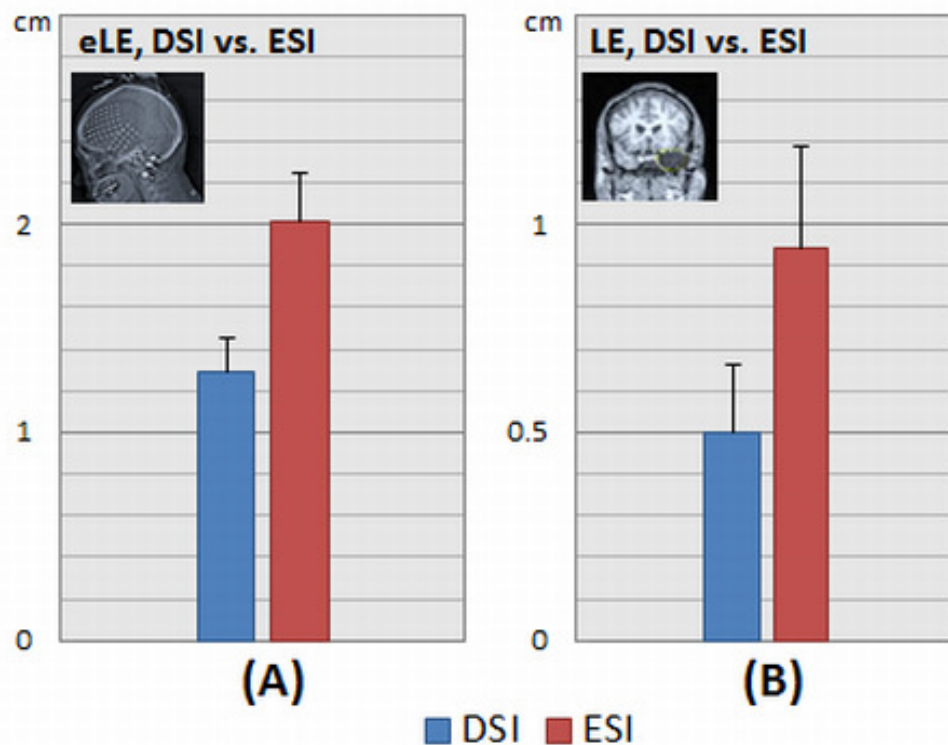 cm
eLE, DSI vs. ESI
2
1
0
(A)
cm
LE, DSI vs. ESI
1
0.5
0
(B)
DSI ESI